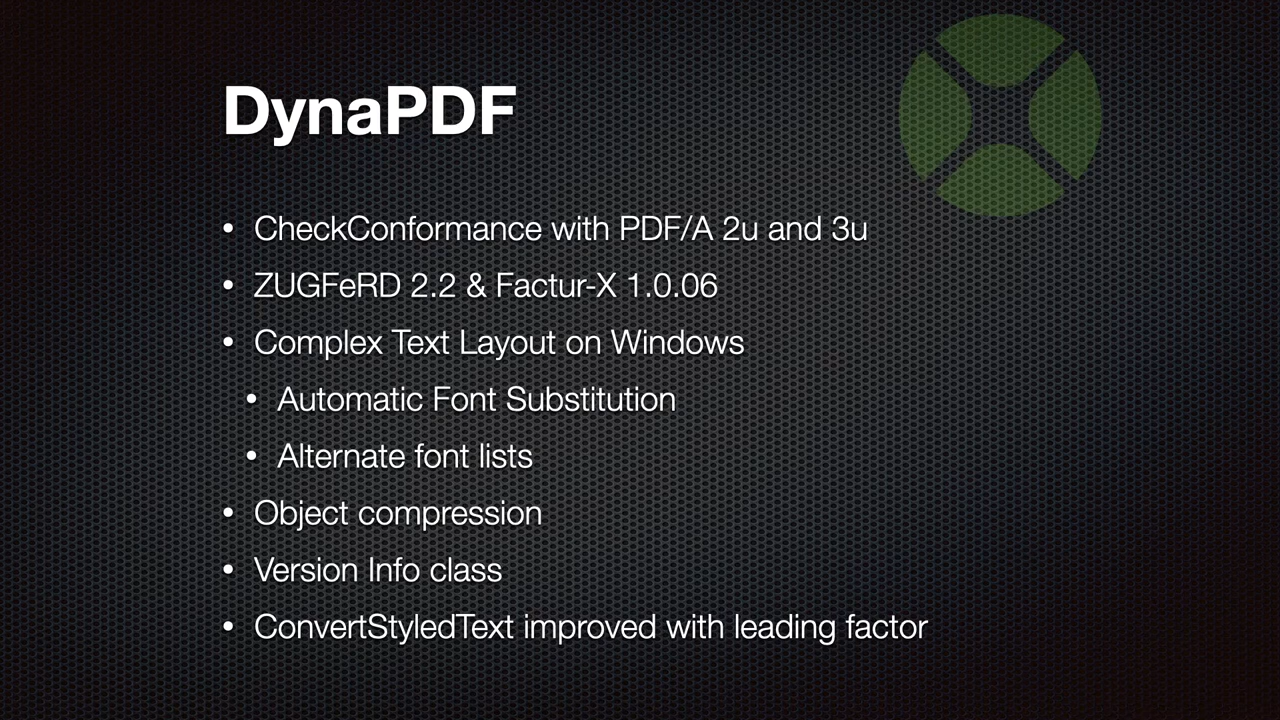 DynaPDF
• CheckConformance with PDF/A 2u and 3u
• ZUGFeRD 2.2 & Factur-X 1.0.06
• Complex Text Layout on Windows
• Automatic Font Substitution
• Alternate font lists
• Object compression
• Version Info class
• ConvertStyledText improved with leading factor